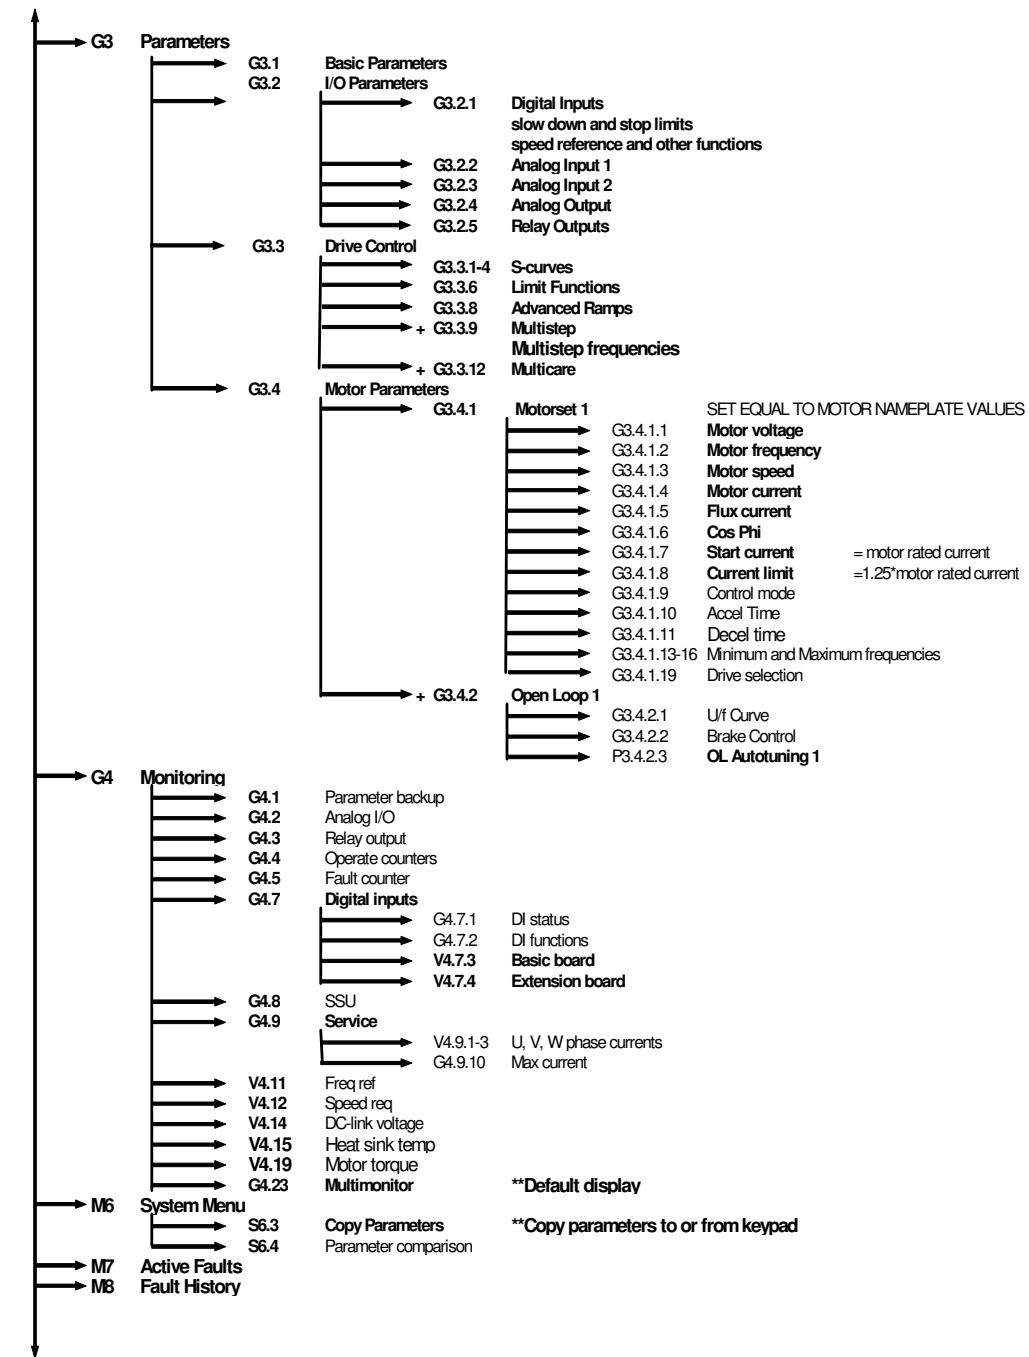 G3 Parameters
G3.1 Basic Parameters
G3.2 I/O Parameters
G3.2.1 Digital Inputs
slow down and stop limits
speed reference and other functions
G3.2.2 Analog Input 1
G3.2.3 Analog Input 2
G3.2.4 Analog Output
G3.2.5 Relay Outputs
G3.3 Drive Control
G3.3.1-4 S-curves
G3.3.6 Limit Functions
G3.3.8 Advanced Ramps
+ G3.3.9 Multistep
Multistep frequencies
+ G3.3.12 Multicare
G3.4 Motor Parameters
G3.4.1 Motorset 1 SET EQUAL TO MOTOR NAMEPLATE VALUES
G3.4.1.1 Motor voltage
G3.4.1.2 Motor frequency
G3.4.1.3 Motor speed
G3.4.1.4 Motor current
G3.4.1.5 Flux current
G3.4.1.6 Cos Phi
G3.4.1.7 Start current = motor rated current
G3.4.1.8 Current limit =1.25*motor rated current
G3.4.1.9 Control mode
G3.4.1.10 Accel Time
G3.4.1.11 Decel time
G3.4.1.13-16 Minimum and Maximum frequencies
G3.4.1.19 Drive selection
+ G3.4.2 Open Loop 1
G3.4.2.1 U/f Curve
G3.4.2.2 Brake Control
P3.4.2.3 OL Autotuning 1
G4 Monitoring
G4.1 Parameter backup
G4.2 Analog I/O
G4.3 Relay output
G4.4 Operate counters
G4.5 Fault counter
G4.7 Digital inputs
G4.7.1 DI status
G4.7.2 DI functions
V4.7.3 Basic board
V4.7.4 Extension board
G4.8 SSU
G4.9 Service
V4.9.1-3 U, V, W phase currents
G4.9.10 Max current
V4.11 Freq ref
V4.12 Speed req
V4.14 DC-link voltage
V4.15 Heat sink temp
V4.19 Motor torque
G4.23 Multimonitor **Default display
M6 System Menu
S6.3 Copy Parameters **Copy parameters to or from keypad
S6.4 Parameter comparison
M7 Active Faults
M8 Fault History